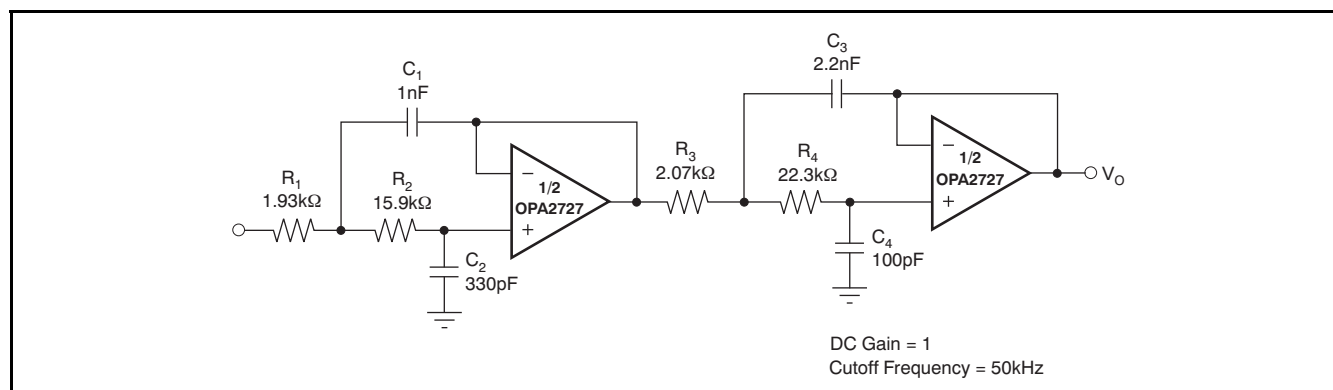 C3
2.2nF
C1
1nF
R3
2.07kΩ
R4
22.3kΩ
−
1/2
OPA2727
+
VO
R1
1.93kΩ
R2
15.9kΩ
−
1/2
OPA2727
+
C2
330pF
C4
100pF
DC Gain = 1
Cutoff Frequency = 50kHz